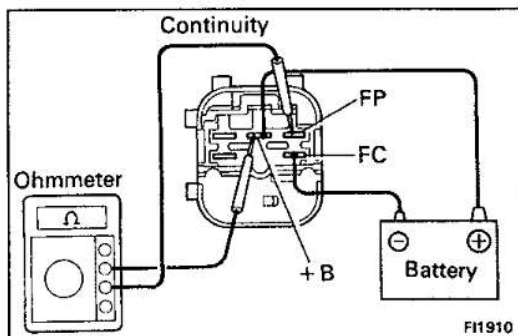 Continuity
FP
FC
Ohmmeter
Ω
+ B
⊖ ⊕
Battery
FI1910